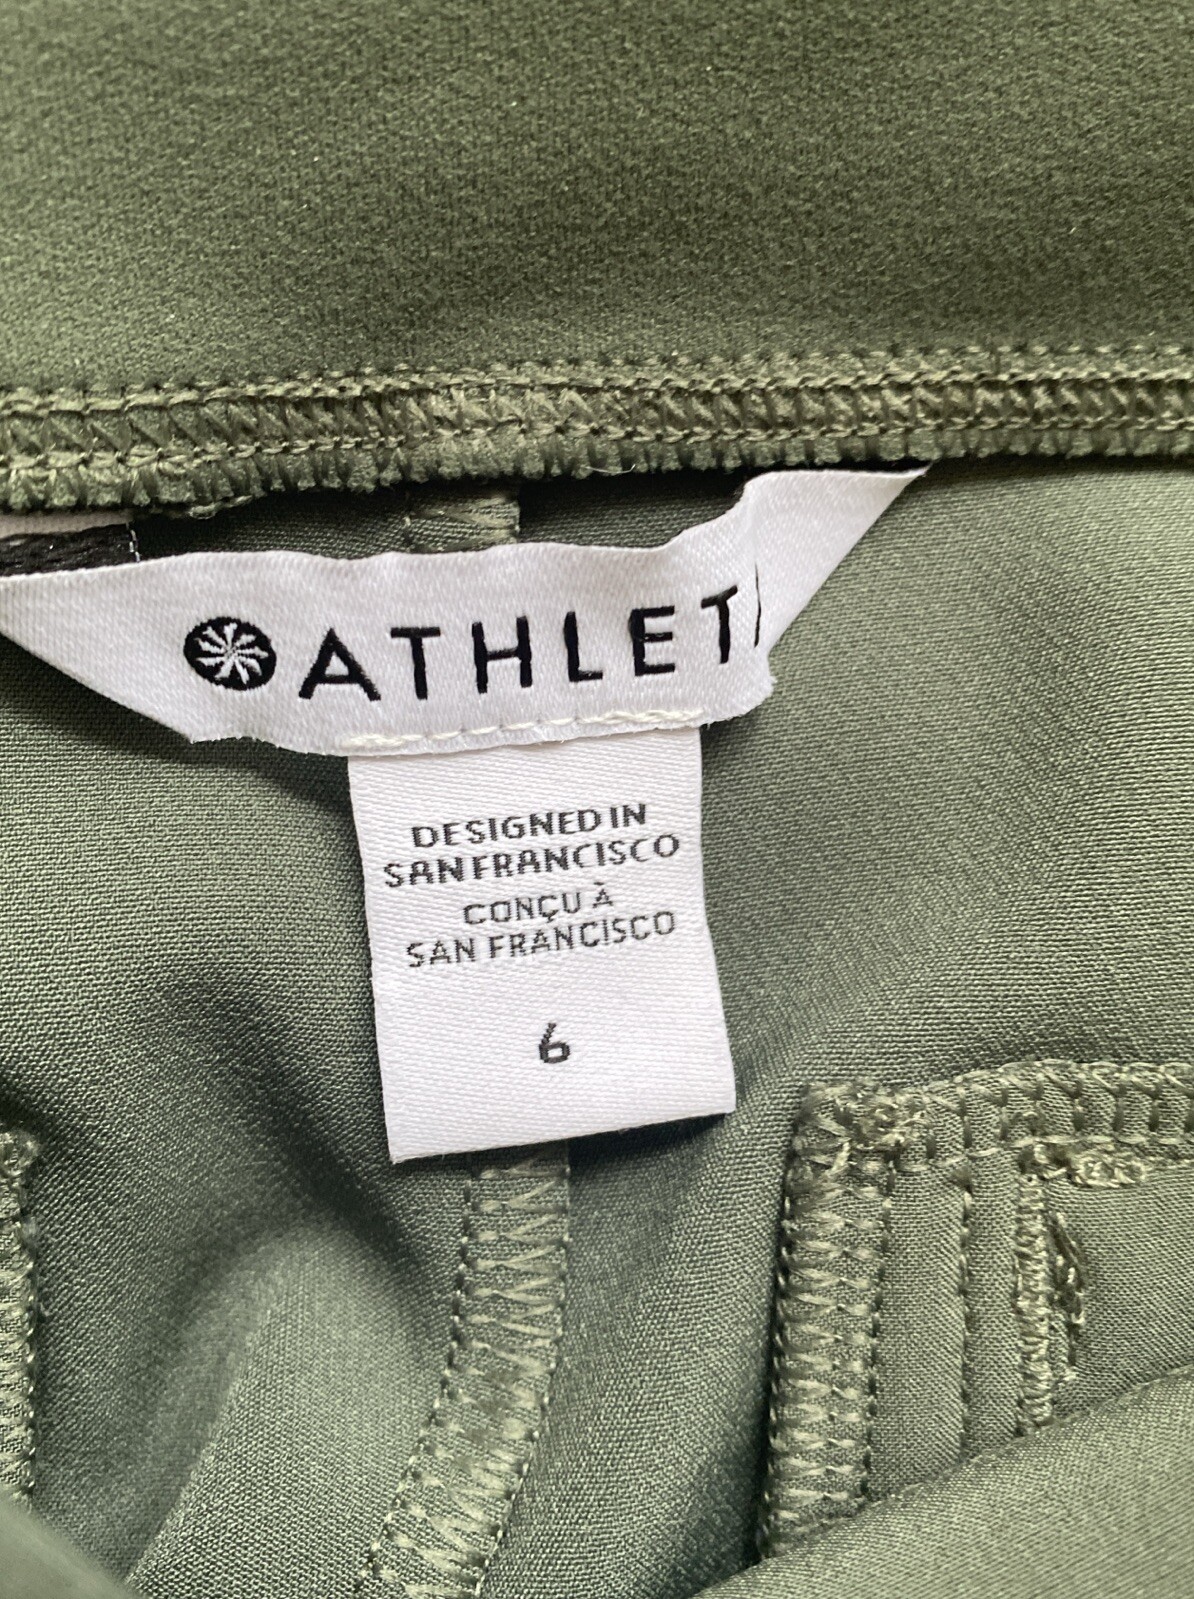 ATHLET
DESIGNED IN
SAN FRANCISCO
CONÇU À
SAN FRANCISCO
6